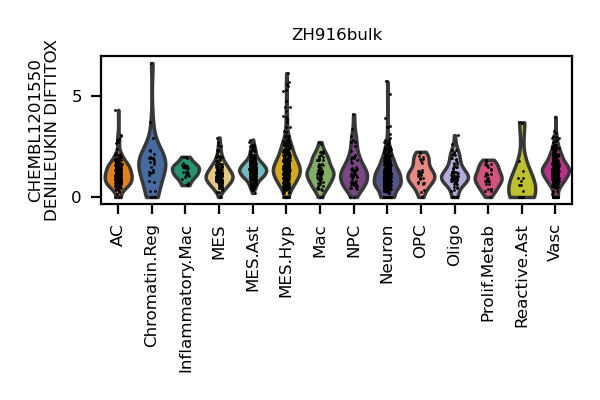 ZH916bulk
CHEMBL1201550
DENILEUKIN DIFTITOX
5
0
AC
Chromatin.Reg
Inflammatory.Mac
MES
MES.Ast
MES.Hyp
Mac
NPC
Neuron
OPC
Oligo
Prolif.Metab
Reactive.Ast
Vasc